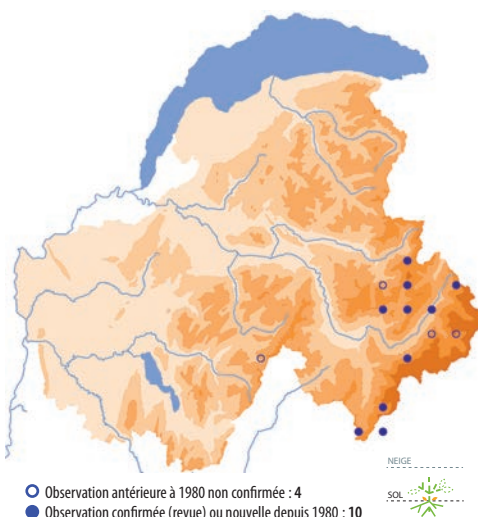 NEIGE
SOL
Observation antérieure à 1980 non confirmée : 4
Observation confirmée (revue) ou nouvelle depuis 1980 : 10